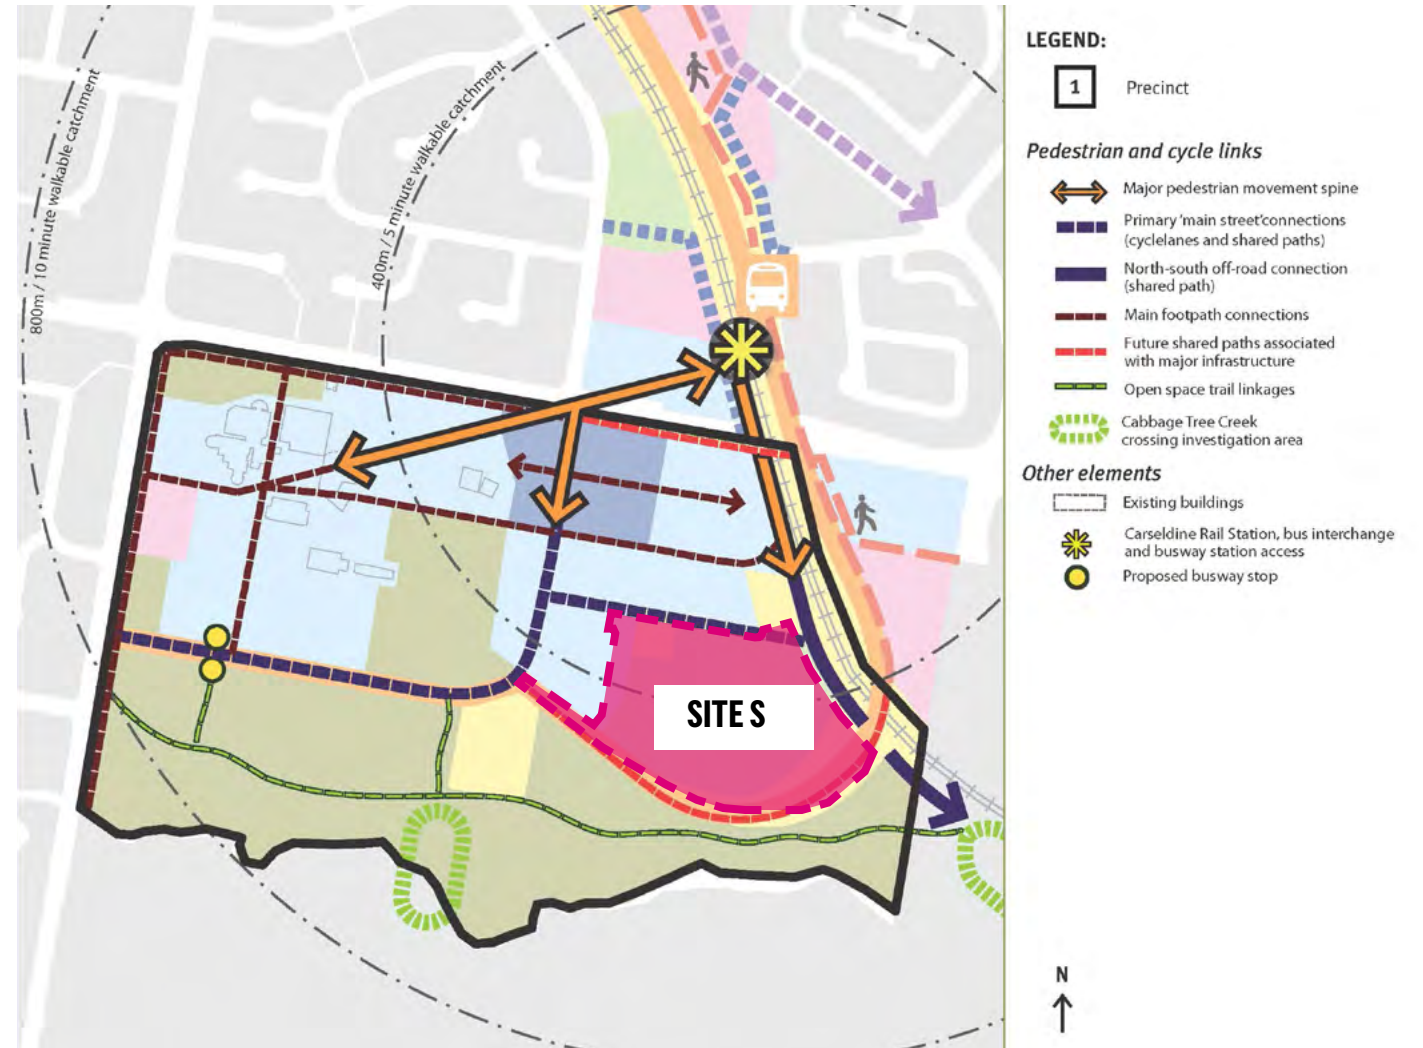 800m / 10 minute walkable catchment
400m / 5 minute walkable catchment
SITE S
LEGEND:
1
Precinct
Pedestrian and cycle links
Major pedestrian movement spine
Primary 'main street'connections
(cyclelanes and shared paths)
North-south off-road connection
(shared path)
Main footpath connections
Future shared paths associated
with major infrastructure
Open space trail linkages
Cabbage Tree Creek
crossing investigation area
Other elements
Existing buildings
Carseldine Rail Station, bus interchange
and busway station access
Proposed busway stop
N